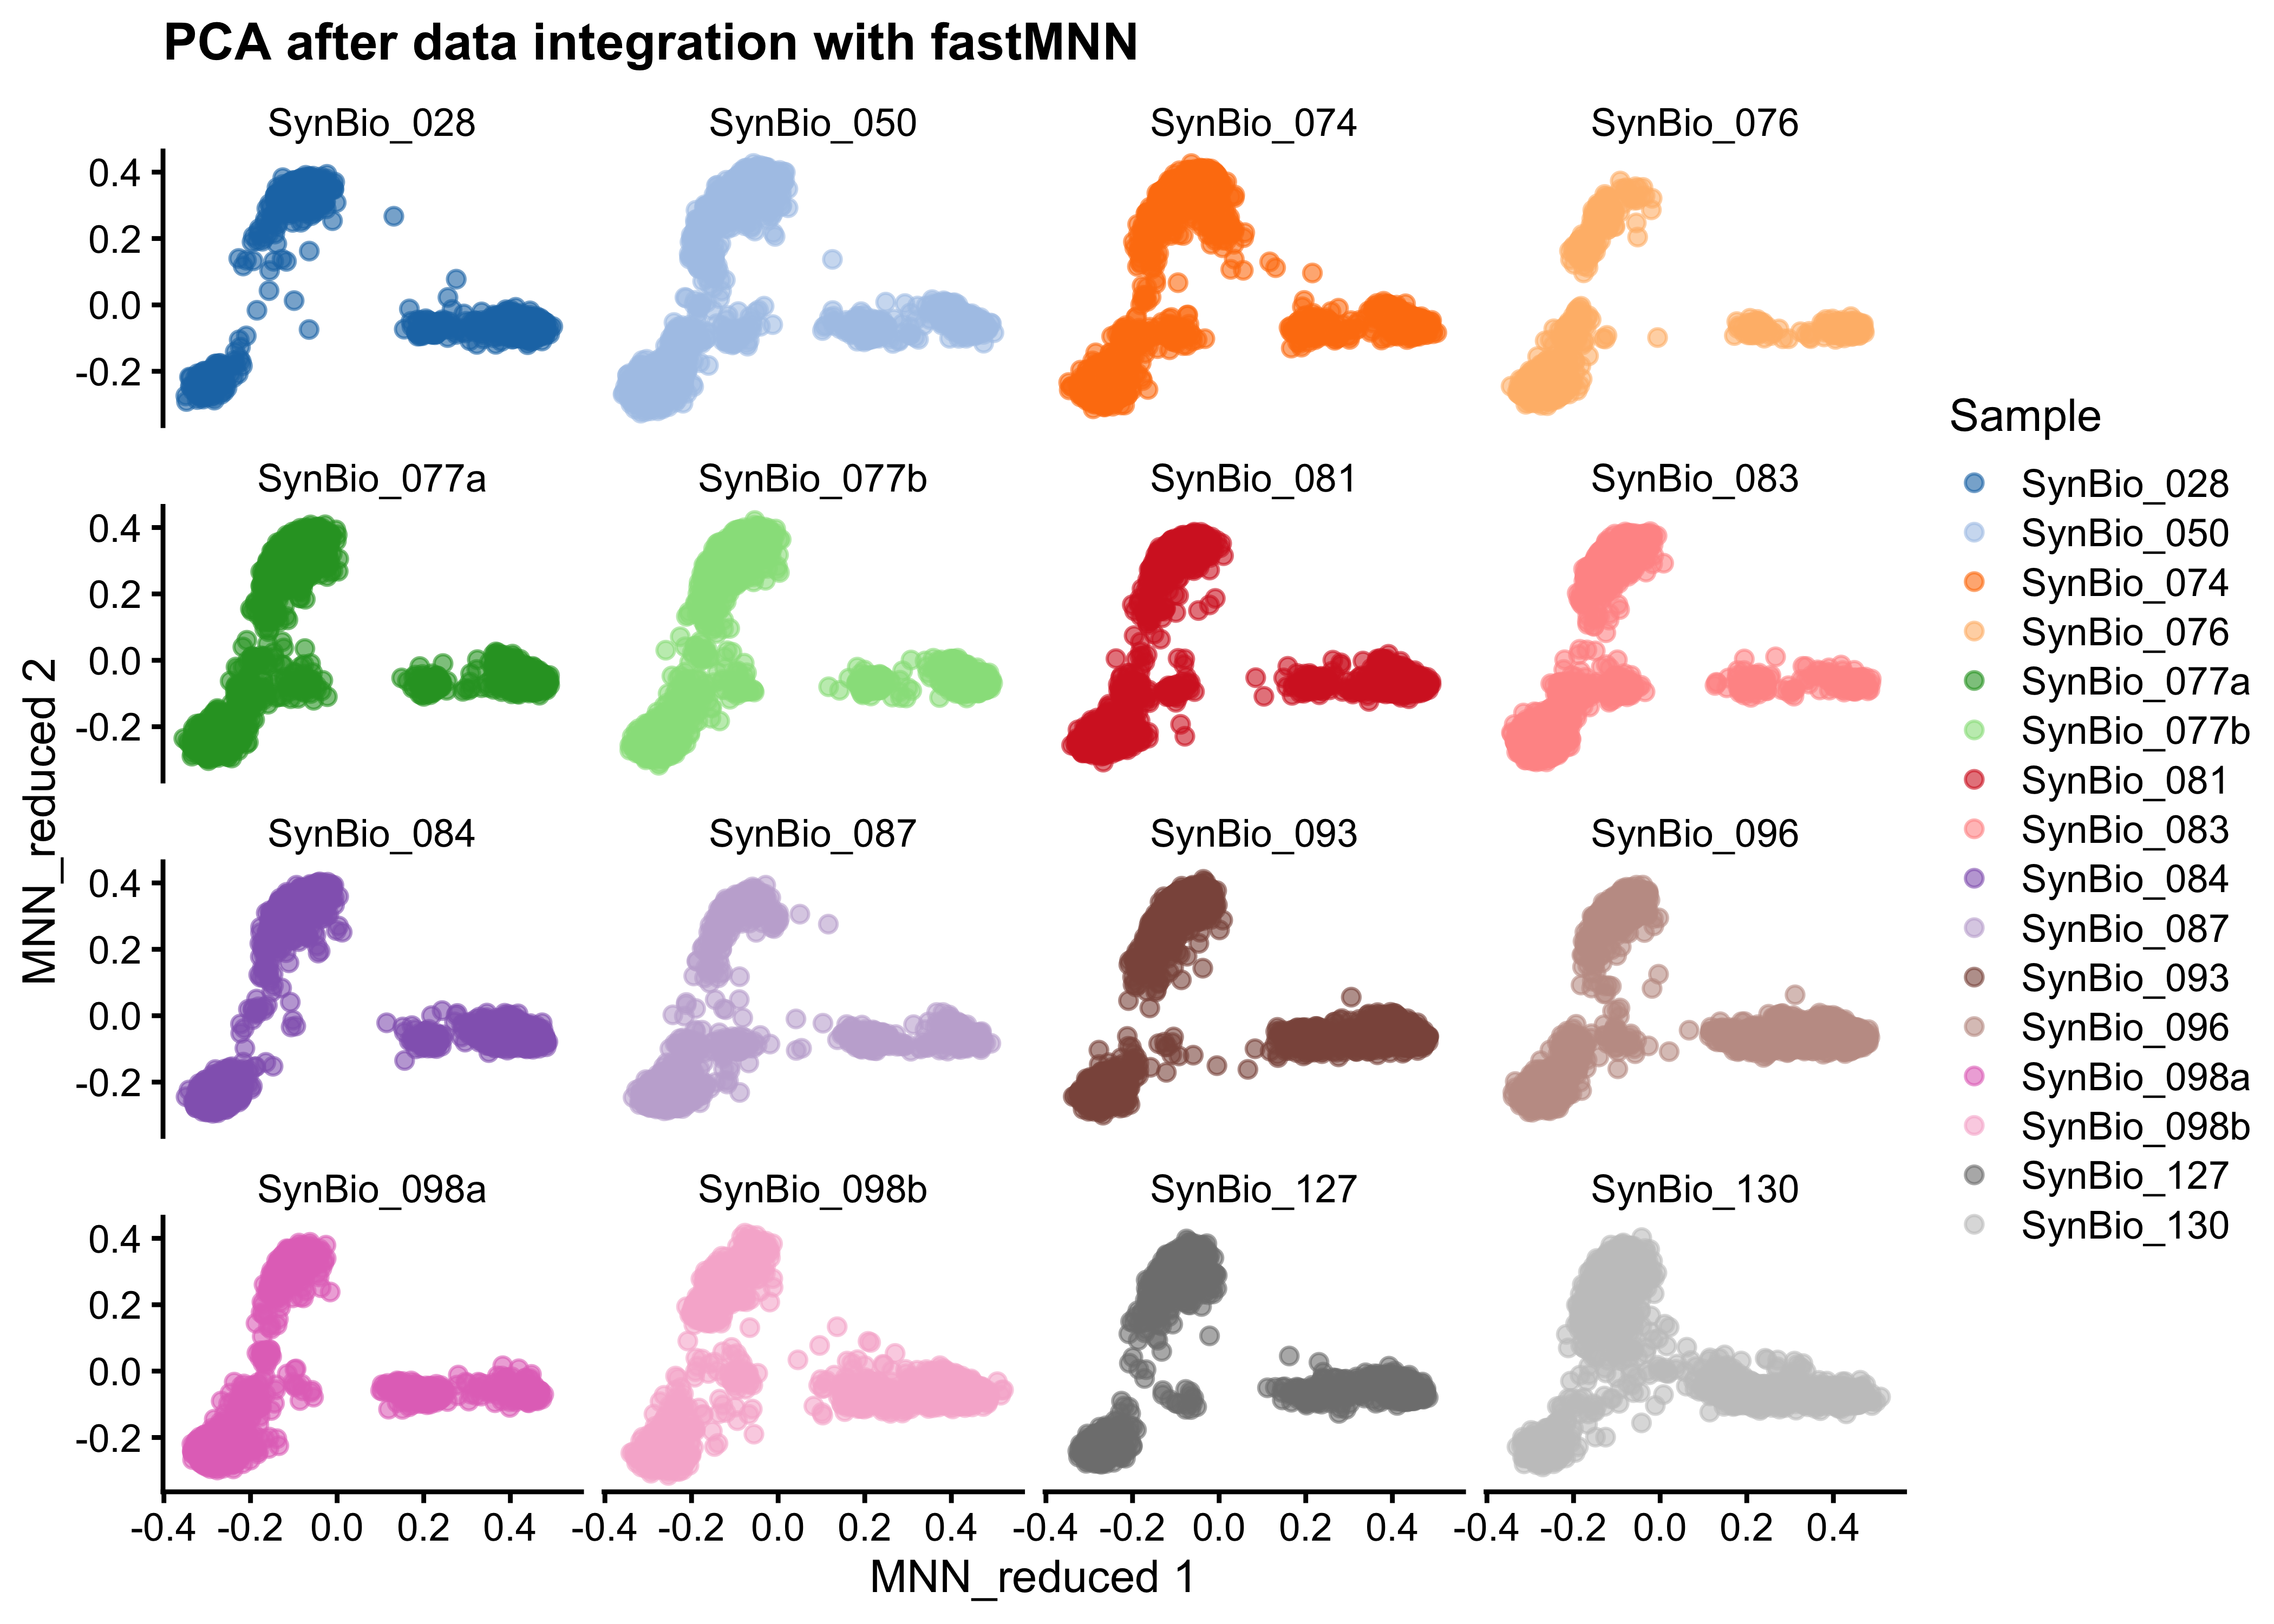 PCA after data integration with fastMNN
SynBio_028 SynBio_050 SynBio_074 SynBio_076
0.4
0.2
0.0
-0.2
SynBio_077a SynBio_077b SynBio_081 SynBio_083
0.4
0.2
0.0
-0.2
SynBio_084 SynBio_087 SynBio_093 SynBio_096
0.4
0.2
0.0
-0.2
SynBio_098a SynBio_098b SynBio_127 SynBio_130
0.4
0.2
0.0
-0.2
-0.4 -0.2 0.0 0.2 0.4 -0.4 -0.2 0.0 0.2 0.4 -0.4 -0.2 0.0 0.2 0.4 -0.4 -0.2 0.0 0.2 0.4
MNN_reduced 1
MNN_reduced 2
Sample
SynBio_028
SynBio_050
SynBio_074
SynBio_076
SynBio_077a
SynBio_077b
SynBio_081
SynBio_083
SynBio_084
SynBio_087
SynBio_093
SynBio_096
SynBio_098a
SynBio_098b
SynBio_127
SynBio_130